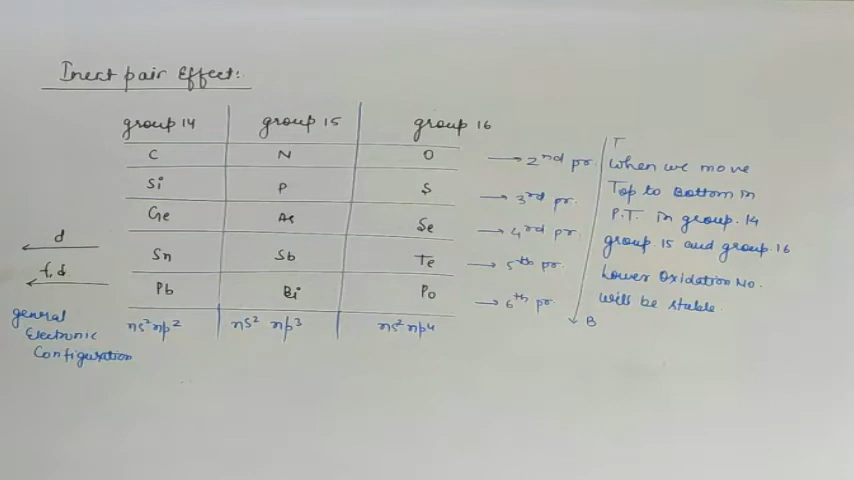 Inert pair Effect:
group 14 group 15 group 16
C N O → 2nd pr.
Si P S → 3rd pr.
Ge As Se → 4rd pr.
d
Sn Sb Te → 5th pr.
f, d
Pb Bi Po → 6th pr
ns² np² ns² np³ ns² np4
general
Electronic
Configuration
T
When we move
Top to Bottom in
P.T. in group. 14
group 15 and group 16
Lower Oxidation No.
will be stable.
B